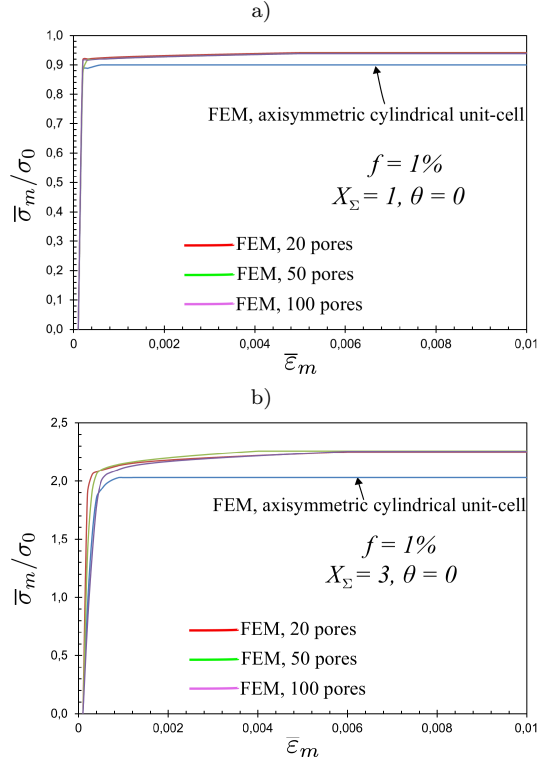 a)
1,0
0,9
0,8
0,7
0,6
0,5
0,4
0,3
0,2
0,1
0,0
σ̅m/σ0
FEM, axisymmetric cylindrical unit-cell
f = 1%
XΣ = 1, θ = 0
FEM, 20 pores
FEM, 50 pores
FEM, 100 pores
0 0,002 0,004 0,006 0,008 0,01
ε̅m
b)
2,5
2,0
1,5
1,0
0,5
0,0
σ̅m/σ0
FEM, axisymmetric cylindrical unit-cell
f = 1%
XΣ = 3, θ = 0
FEM, 20 pores
FEM, 50 pores
FEM, 100 pores
0 0,002 0,004 0,006 0,008 0,01
ε̅m